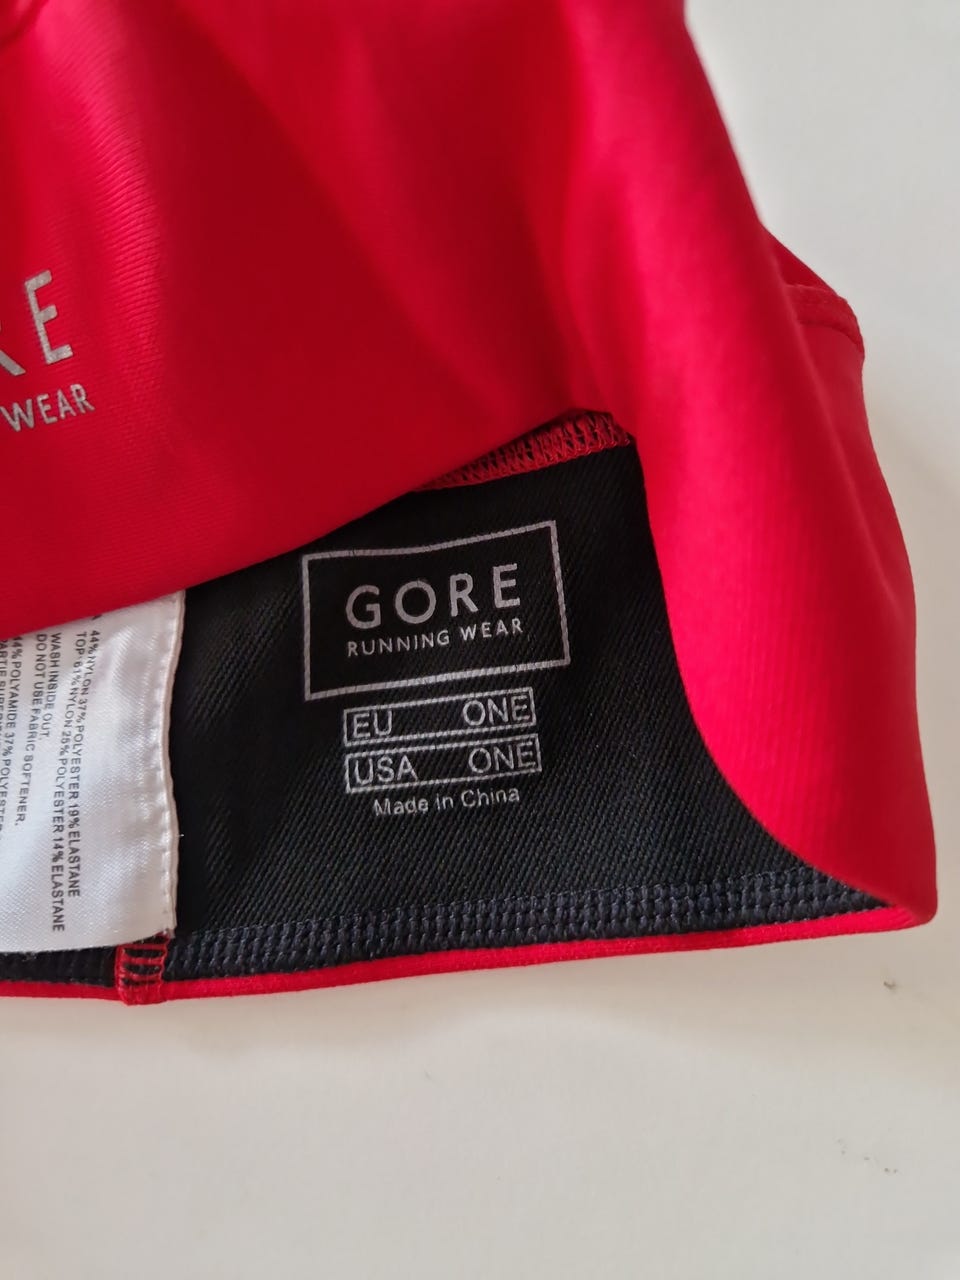 RE
WEAR
GORE
RUNNING WEAR
EU ONE
USA ONE
Made in China
44% NYLON 37% POLYESTER 19% ELASTANE
TOP: 61% NYLON 25% POLYESTER 14% ELASTANE
WASH INSIDE OUT.
DO NOT USE FABRIC SOFTENER.
44% POLYAMIDE 37% POLYESTER